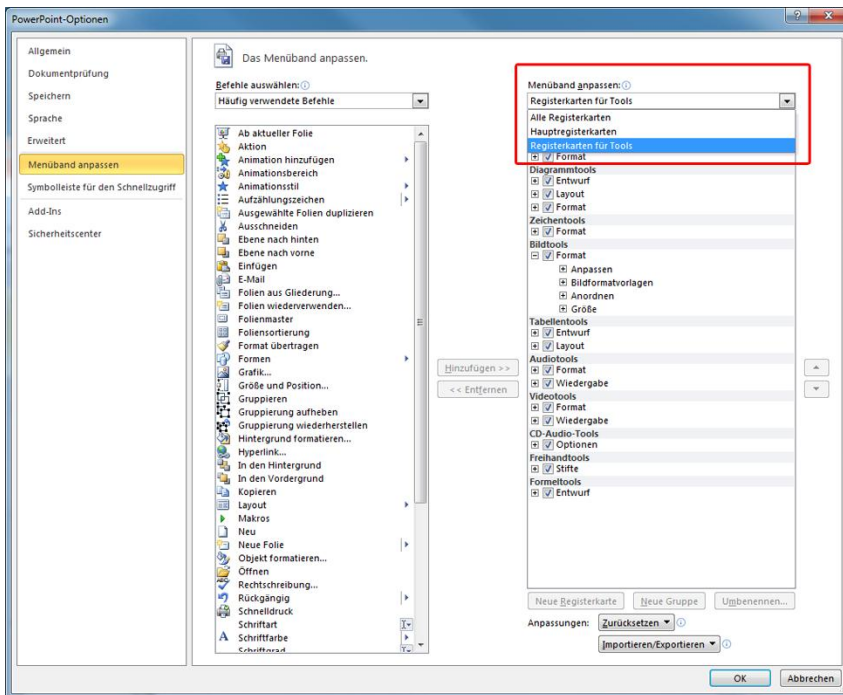 PowerPoint-Optionen
Allgemein
Dokumentprüfung
Speichern
Sprache
Erweitert
Menüband anpassen
Symbolleiste für den Schnellzugriff
Add-Ins
Sicherheitscenter
Das Menüband anpassen.
Befehle auswählen:
Häufig verwendete Befehle
Ab aktueller Folie
Aktion
Animation hinzufügen
Animationsbereich
Animationsstil
Aufzählungszeichen
Ausgewählte Folien duplizieren
Ausschneiden
Ebene nach hinten
Ebene nach vorne
Einfügen
E-Mail
Folien aus Gliederung...
Folien wiederverwenden...
Folienmaster
Foliensortierung
Format übertragen
Formen
Grafik...
Größe und Position...
Gruppieren
Gruppierung aufheben
Gruppierung wiederherstellen
Hintergrund formatieren...
Hyperlink...
In den Hintergrund
In den Vordergrund
Kopieren
Layout
Makros
Neu
Neue Folie
Objekt formatieren...
Öffnen
Rechtschreibung...
Rückgängig
Schnelldruck
Schriftart
Schriftfarbe
Schriftgrad
Hinzufügen >>
<< Entfernen
Menüband anpassen:
Registerkarten für Tools
Alle Registerkarten
Hauptregisterkarten
Registerkarten für Tools
Format
Diagrammtools
Entwurf
Layout
Format
Zeichentools
Format
Bildtools
Format
Anpassen
Bildformatvorlagen
Anordnen
Größe
Tabellentools
Entwurf
Layout
Audiotools
Format
Wiedergabe
Videotools
Format
Wiedergabe
CD-Audio-Tools
Optionen
Freihandtools
Stifte
Formeltools
Entwurf
Neue Registerkarte
Neue Gruppe
Umbenennen...
Anpassungen:
Zurücksetzen
Importieren/Exportieren
OK
Abbrechen